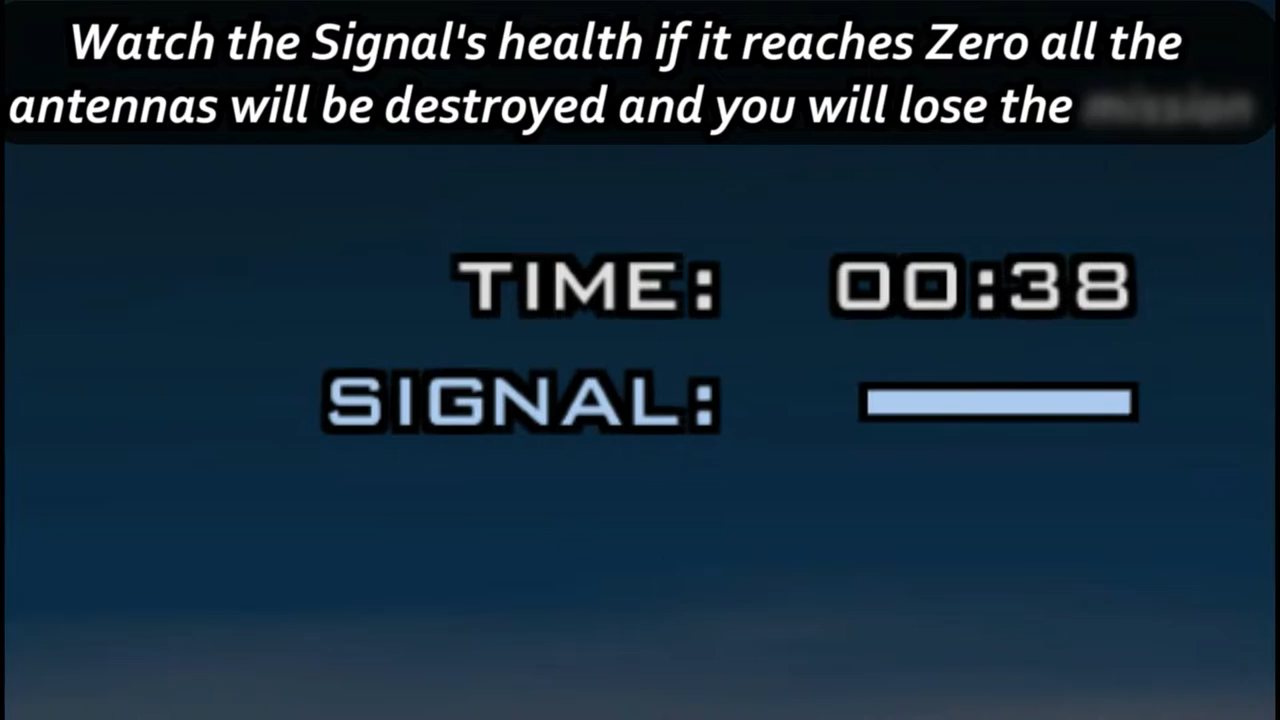 Watch the Signal's health if it reaches Zero all the
antennas will be destroyed and you will lose the
TIME: 00:38
SIGNAL: